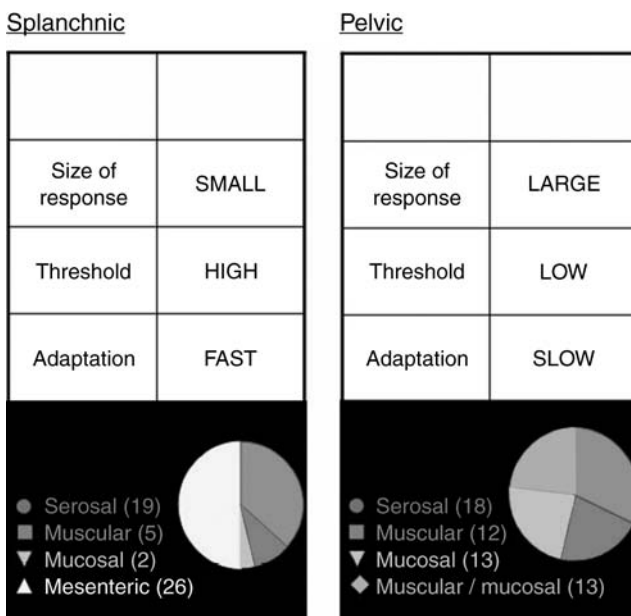 Splanchnic
Size of
response
SMALL
Threshold
HIGH
Adaptation
FAST
Serosal (19)
Muscular (5)
Mucosal (2)
Mesenteric (26)
Pelvic
Size of
response
LARGE
Threshold
LOW
Adaptation
SLOW
Serosal (18)
Muscular (12)
Mucosal (13)
Muscular / mucosal (13)